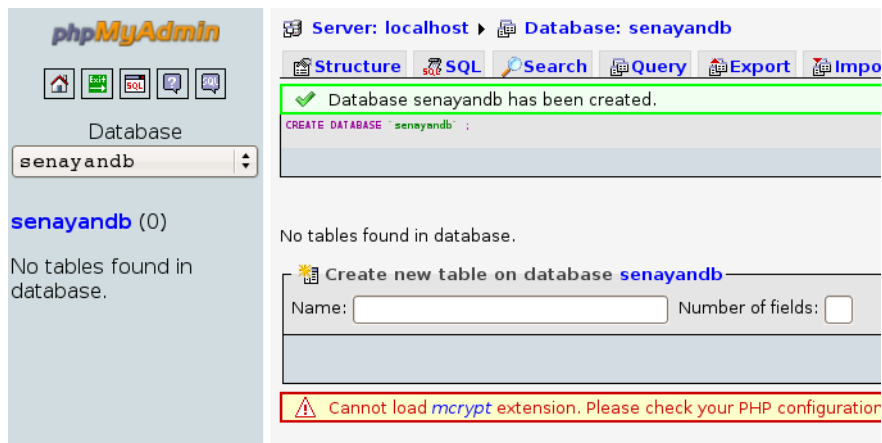 phpMyAdmin
Database
senayandb
senayandb (0)
No tables found in
database.
Server: localhost ▸ Database: senayandb
Structure SQL Search Query Export Impo
Database senayandb has been created.
CREATE DATABASE `senayandb` ;
No tables found in database.
Create new table on database senayandb
Name: Number of fields:
Cannot load mcrypt extension. Please check your PHP configuration